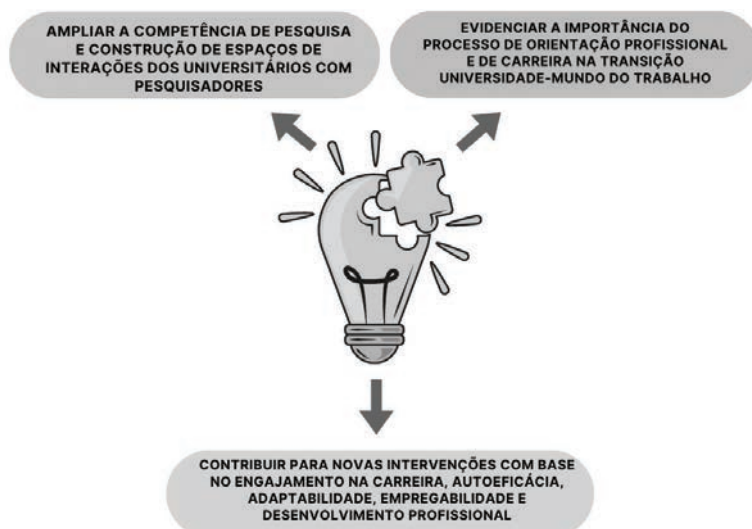 AMPLIAR A COMPETÊNCIA DE PESQUISA
E CONSTRUÇÃO DE ESPAÇOS DE
INTERAÇÕES DOS UNIVERSITÁRIOS COM
PESQUISADORES
EVIDENCIAR A IMPORTÂNCIA DO
PROCESSO DE ORIENTAÇÃO PROFISSIONAL
E DE CARREIRA NA TRANSIÇÃO
UNIVERSIDADE-MUNDO DO TRABALHO
CONTRIBUIR PARA NOVAS INTERVENÇÕES COM BASE
NO ENGAJAMENTO NA CARREIRA, AUTOEFICÁCIA,
ADAPTABILIDADE, EMPREGABILIDADE E
DESENVOLVIMENTO PROFISSIONAL